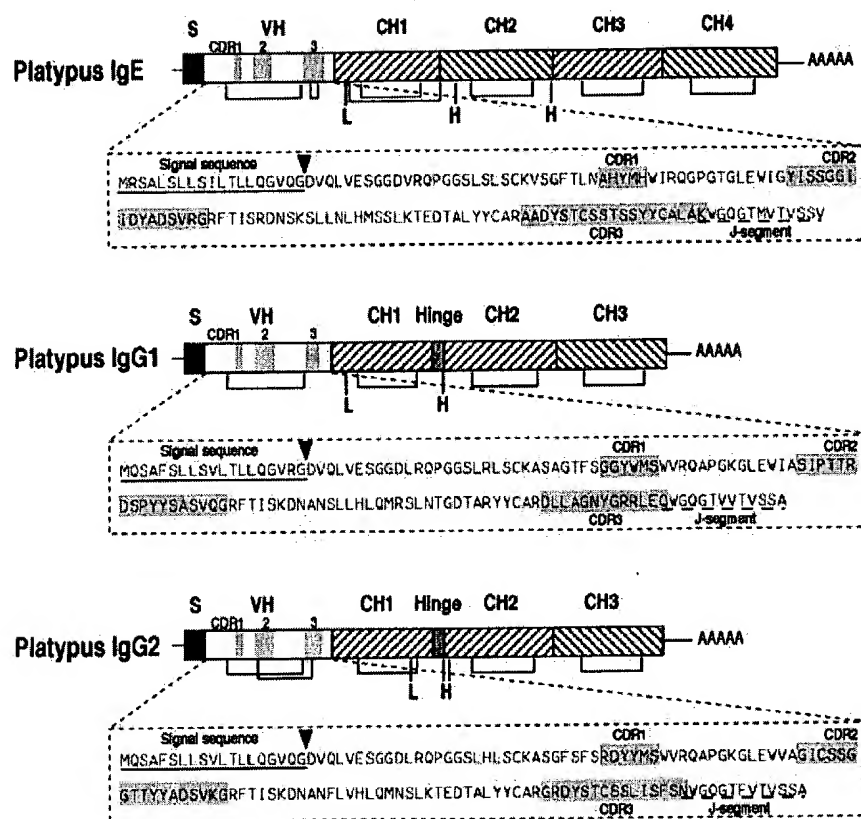 S VH CH1 CH2 CH3 CH4
CDR1 2 3
Platypus IgE
AAAAA
L H H
Signal sequence CDR1 CDR2
MRSALSLLSILTLLQGVQGDVQLVESGGDVRQPGGSLSLSCKVSGFTLNAHYMHWIRQGPGTGLEWIGYISSGGI
IDYADSVRGRFTISRDNSKSLLNLHMSSLKTEDTALYYCARAADYSTCSSTSSYYCALAKWGQGTMVTVSSV
CDR3 J-segment
S VH CH1 Hinge CH2 CH3
CDR1 2 3
Platypus IgG1
AAAAA
L H
Signal sequence CDR1 CDR2
MQSAFSLLSVLTLLQGVRGDVQLVESGGDLRQPGGSLRLSCKASAGTFSGGYWMSWVRQAPGKGLEWIASIPTTR
DSPYYSASVQGRFTISKDNANSLLHLQMRSLNTGDTARYYCARDLLAGNYGRRLEQWGQGTVVTVSSA
CDR3 J-segment
S VH CH1 Hinge CH2 CH3
CDR1 2 3
Platypus IgG2
AAAAA
L H
Signal sequence CDR1 CDR2
MQSAFSLLSVLTLLQGVQGDVQLVESGGDLRQPGGSLHLSCKASGFSFSRDYYMSWVRQAPGKGLEWVAGICSSG
GTTYYADSVKGRFTISKDNANFLVHLQMNSLKTEDTALYYCARGRDYSTCSSLISFSNVGQGTFVTVSSA
CDR3 J-segment